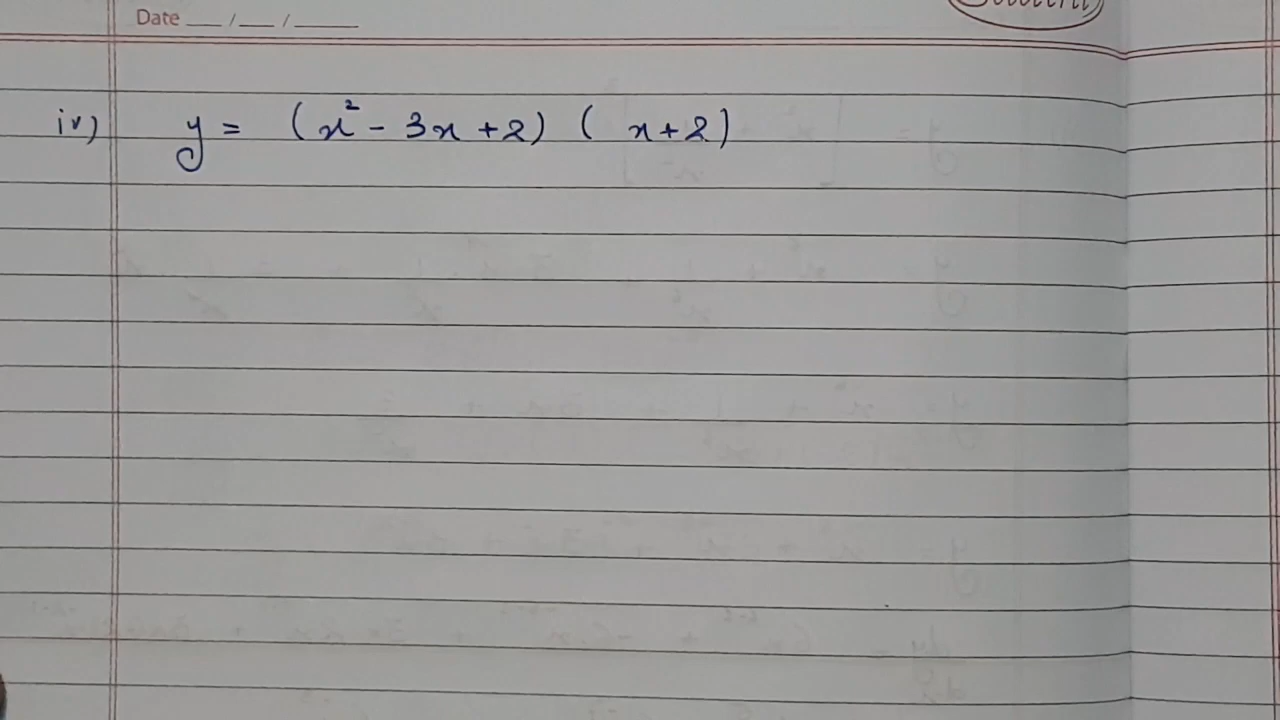 Date ___ / ___ / ______
iv) y = (x² - 3x + 2) ( x + 2)